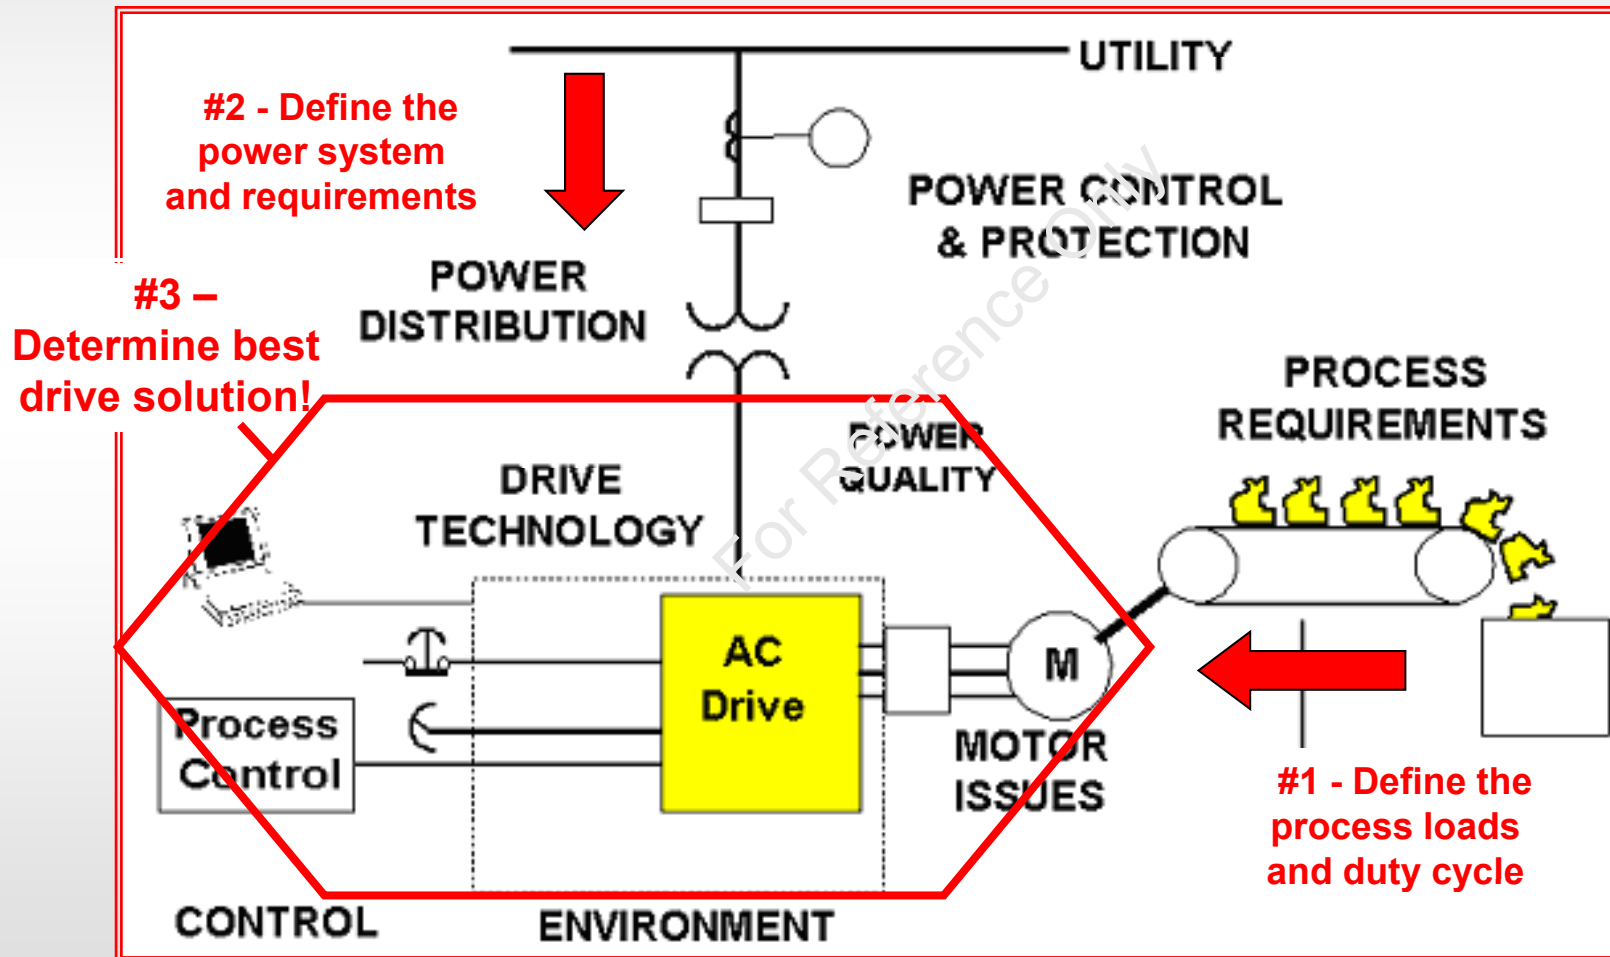 UTILITY
#2 - Define the
power system
and requirements
POWER CONTROL
& PROTECTION
POWER
DISTRIBUTION
#3 –
Determine best
drive solution!
PROCESS
REQUIREMENTS
POWER
QUALITY
DRIVE
TECHNOLOGY
For Reference Only
AC
Drive
M
Process
Control
MOTOR
ISSUES
#1 - Define the
process loads
and duty cycle
CONTROL
ENVIRONMENT